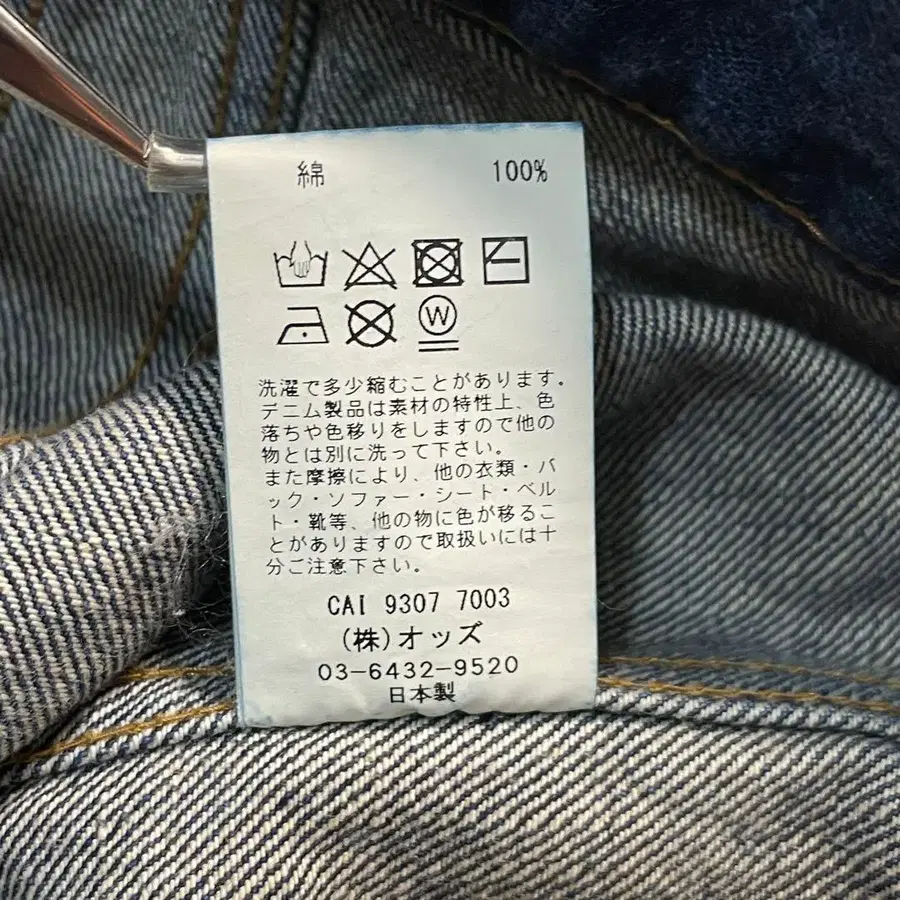 綿 100%
W
洗濯で多少縮むことがあります。
デニム製品は素材の特性上、色
落ちや色移りをしますので他の
物とは別に洗って下さい。
また摩擦により、他の衣類・バ
ック・ソファー・シート・ベル
ト・靴等、他の物に色が移るこ
とがありますので取扱いには十
分ご注意下さい。
CAI 9307 7003
(株)オッズ
03-6432-9520
日本製